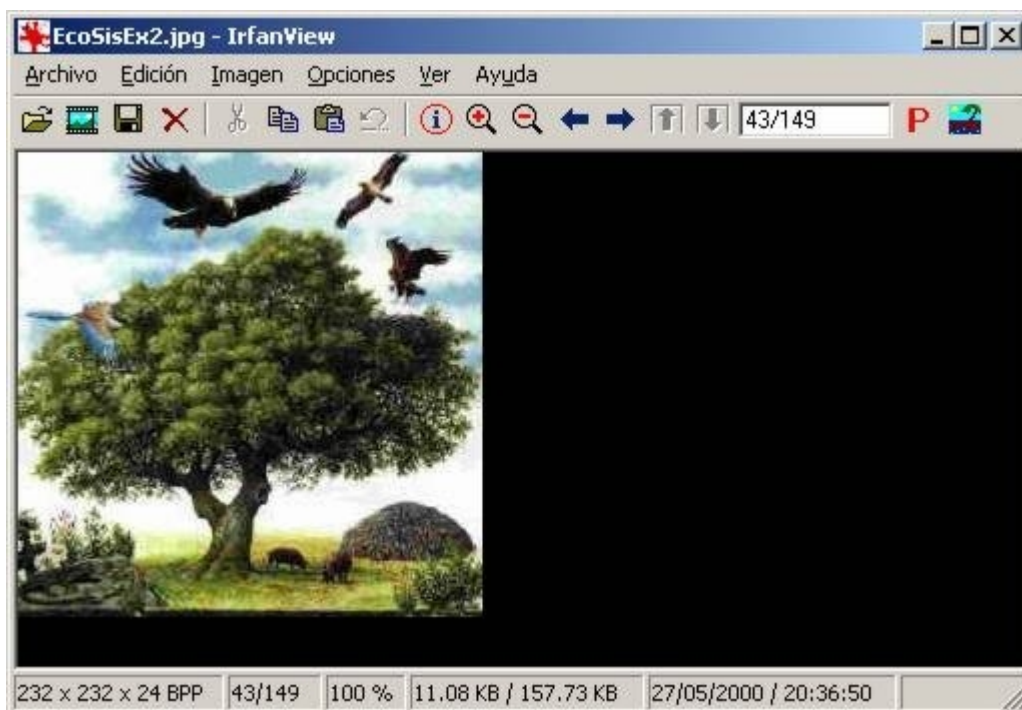 EcoSisEx2.jpg - IrfanView
Archivo Edición Imagen Opciones Ver Ayuda
43/149 P
232 x 232 x 24 BPP 43/149 100 % 11.08 KB / 157.73 KB 27/05/2000 / 20:36:50